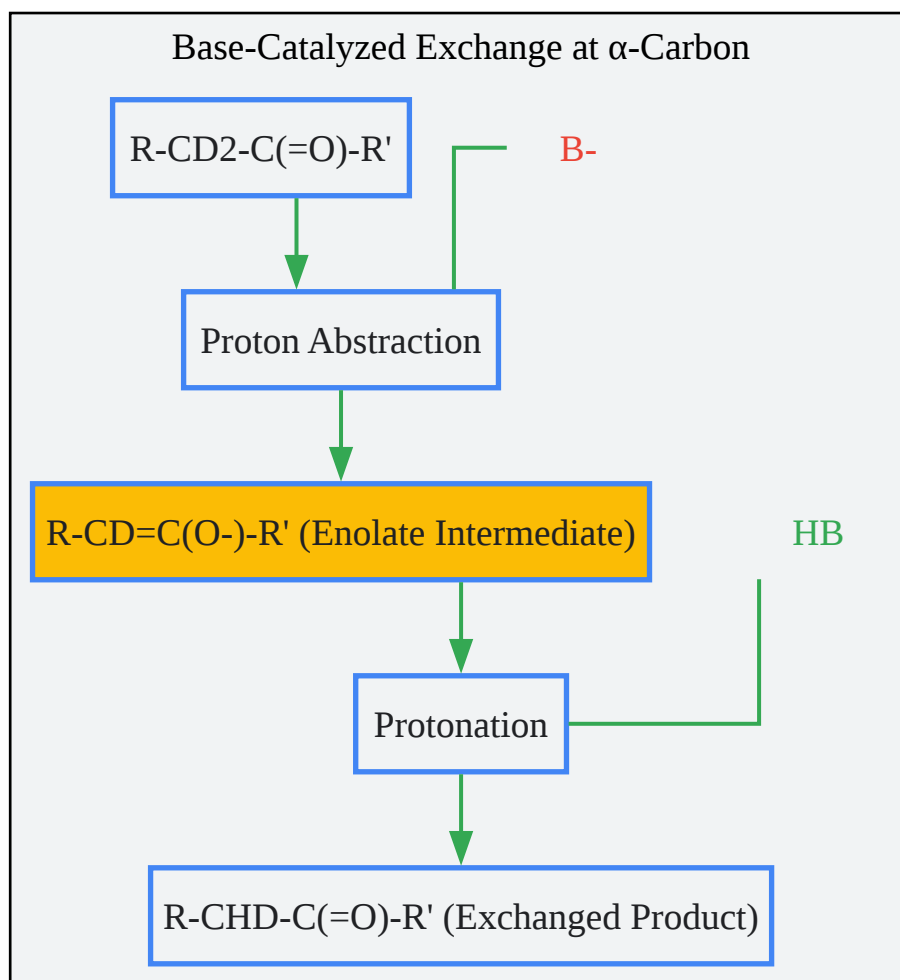 Base-Catalyzed Exchange at α-Carbon
R-CD2-C(=O)-R'
B-
Proton Abstraction
R-CD=C(O-)-R' (Enolate Intermediate)
HB
Protonation
R-CHD-C(=O)-R' (Exchanged Product)